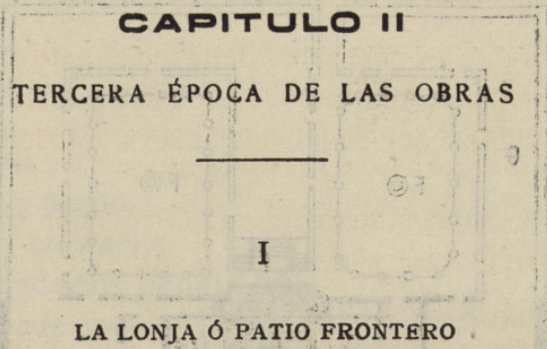 CAPITULO II
TERCERA ÉPOCA DE LAS OBRAS
I
LA LONJA Ó PATIO FRONTERO